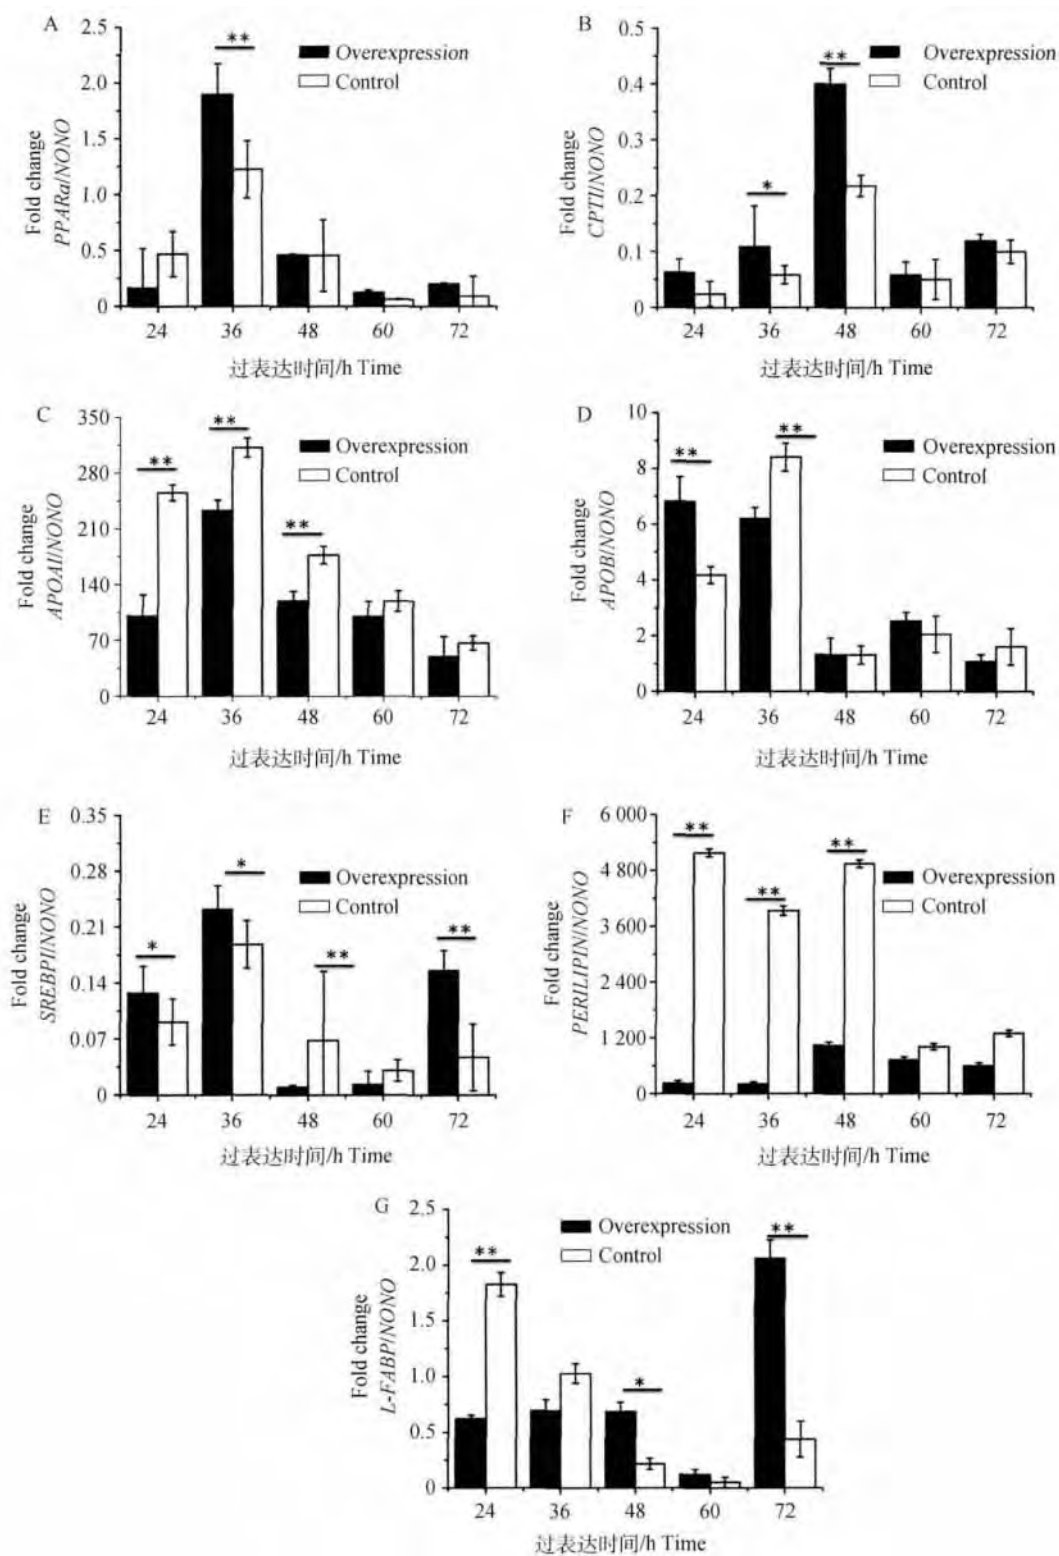 A
Fold change
PPARa/NONO
2.5
2.0
1.5
1.0
0.5
0
**
Overexpression
Control
24 36 48 60 72
过表达时间/h Time
B
Fold change
CPTI/NONO
0.5
0.4
0.3
0.2
0.1
0
*
**
Overexpression
Control
24 36 48 60 72
过表达时间/h Time
C
Fold change
APOAI/NONO
350
280
210
140
70
0
**
**
**
Overexpression
Control
24 36 48 60 72
过表达时间/h Time
D
Fold change
APOB/NONO
10
8
6
4
2
0
**
**
Overexpression
Control
24 36 48 60 72
过表达时间/h Time
E
Fold change
SREBPI/NONO
0.35
0.28
0.21
0.14
0.07
0
*
*
**
**
Overexpression
Control
24 36 48 60 72
过表达时间/h Time
F
Fold change
PERILIPIN/NONO
6 000
4 800
3 600
2 400
1 200
0
**
**
**
Overexpression
Control
24 36 48 60 72
过表达时间/h Time
G
Fold change
L-FABP/NONO
2.5
2.0
1.5
1.0
0.5
0
**
*
**
Overexpression
Control
24 36 48 60 72
过表达时间/h Time